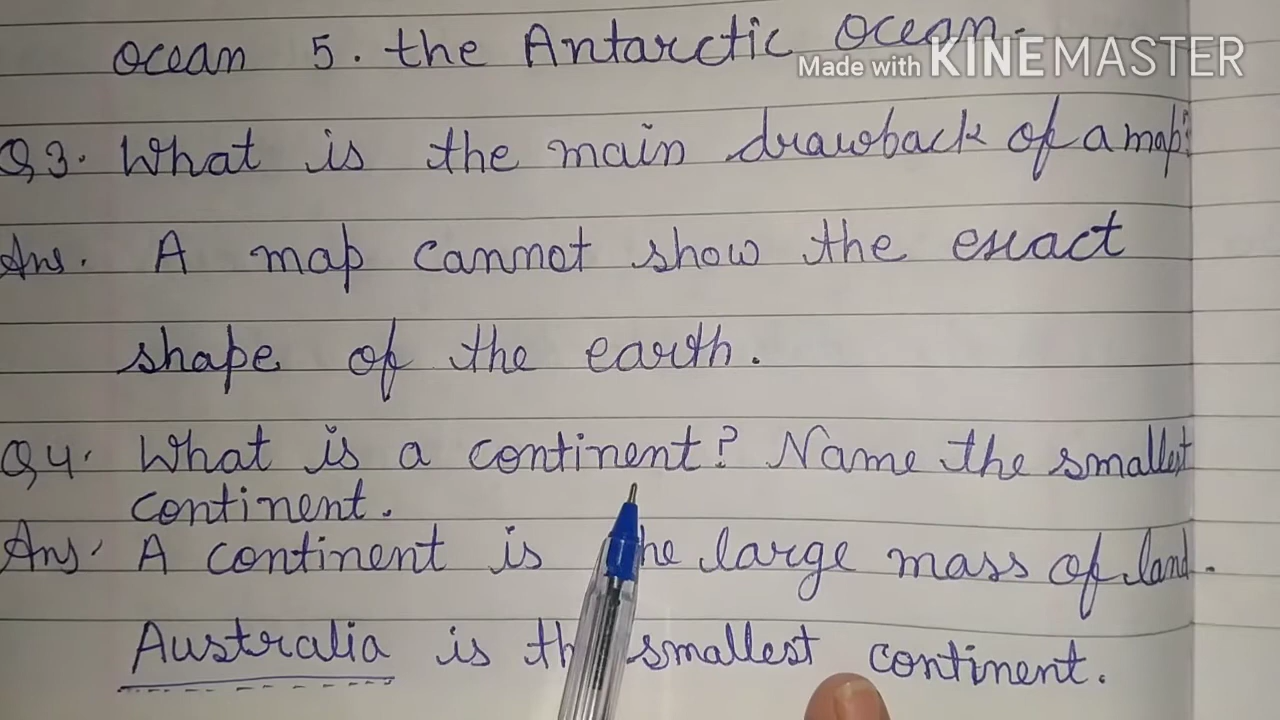 ocean 5. the Antarctic ocean.
Made with KINEMASTER
Q3. What is the main drawback of a map?
Ans. A map cannot show the exact
shape of the earth.
Q4. What is a continent? Name the smallest
continent.
Ans. A continent is the large mass of land.
Australia is th smallest continent.